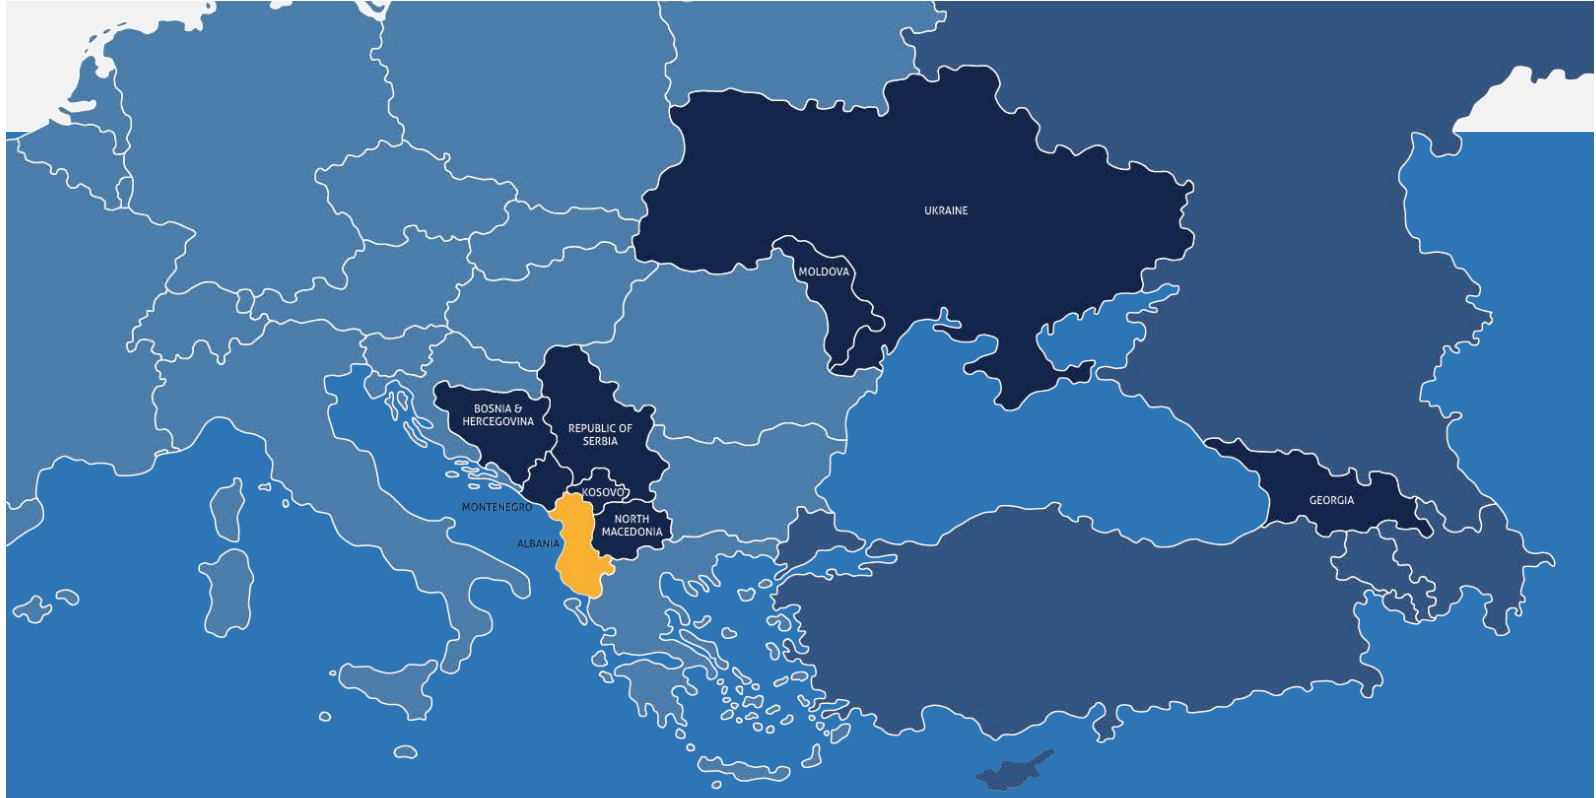 UKRAINE
MOLDOVA
BOSNIA &
HERCEGOVINA
REPUBLIC OF
SERBIA
KOSOVO
GEORGIA
MONTENEGRO
NORTH
MACEDONIA
ALBANIA